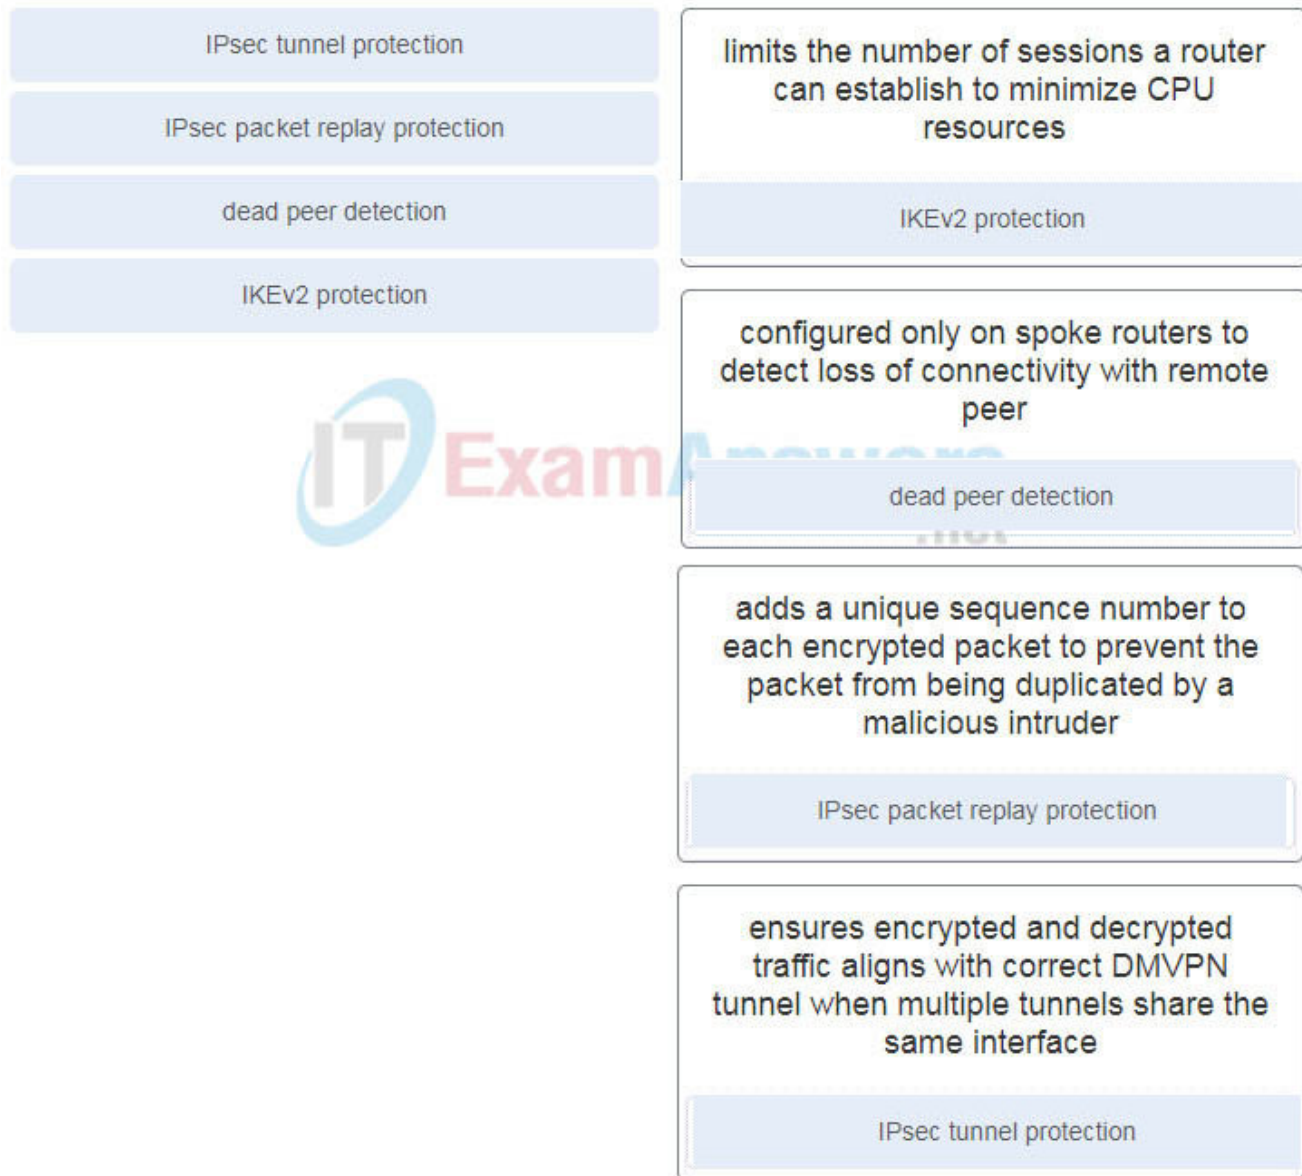 IPsec tunnel protection
IPsec packet replay protection
dead peer detection
IKEv2 protection
limits the number of sessions a router
can establish to minimize CPU
resources
IKEv2 protection
configured only on spoke routers to
detect loss of connectivity with remote
peer
dead peer detection
adds a unique sequence number to
each encrypted packet to prevent the
packet from being duplicated by a
malicious intruder
IPsec packet replay protection
ensures encrypted and decrypted
traffic aligns with correct DMVPN
tunnel when multiple tunnels share the
same interface
IPsec tunnel protection
IT ExamAnswers
.net